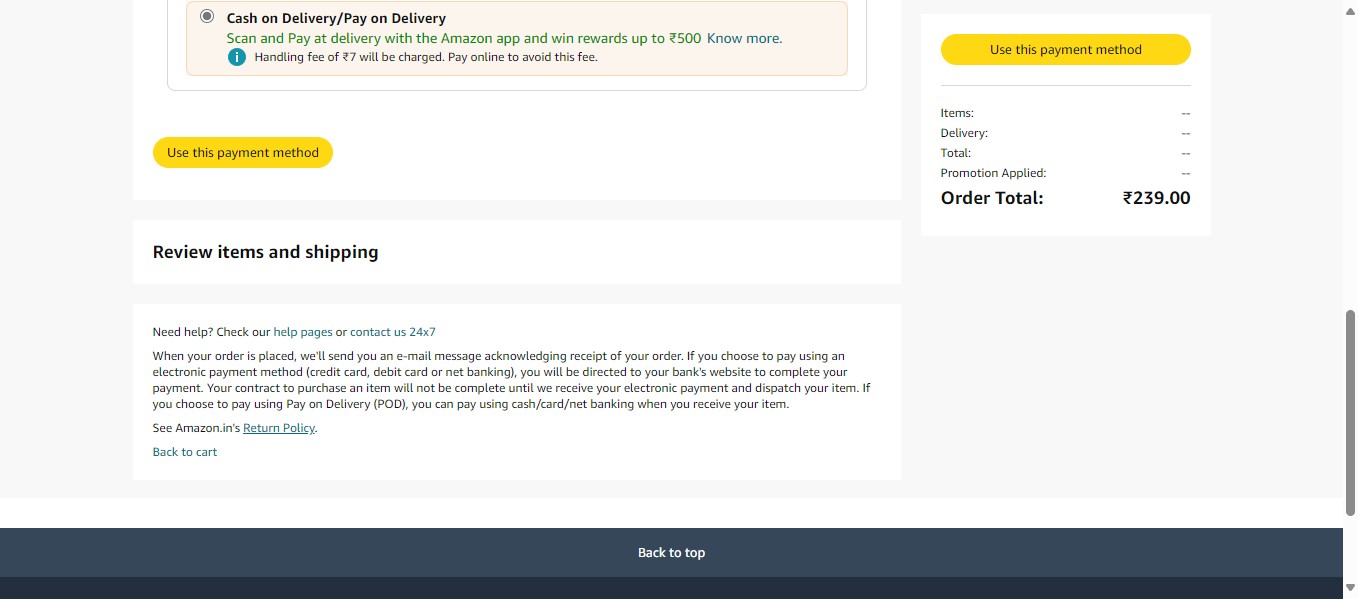 Cash on Delivery/Pay on Delivery
Scan and Pay at delivery with the Amazon app and win rewards up to ₹500 Know more.
Handling fee of ₹7 will be charged. Pay online to avoid this fee.
Use this payment method
Review items and shipping
Need help? Check our help pages or contact us 24x7
When your order is placed, we'll send you an e-mail message acknowledging receipt of your order. If you choose to pay using an
electronic payment method (credit card, debit card or net banking), you will be directed to your bank's website to complete your
payment. Your contract to purchase an item will not be complete until we receive your electronic payment and dispatch your item. If
you choose to pay using Pay on Delivery (POD), you can pay using cash/card/net banking when you receive your item.
See Amazon.in's Return Policy.
Back to cart
Use this payment method
Items: --
Delivery: --
Total: --
Promotion Applied: --
Order Total: ₹239.00
Back to top